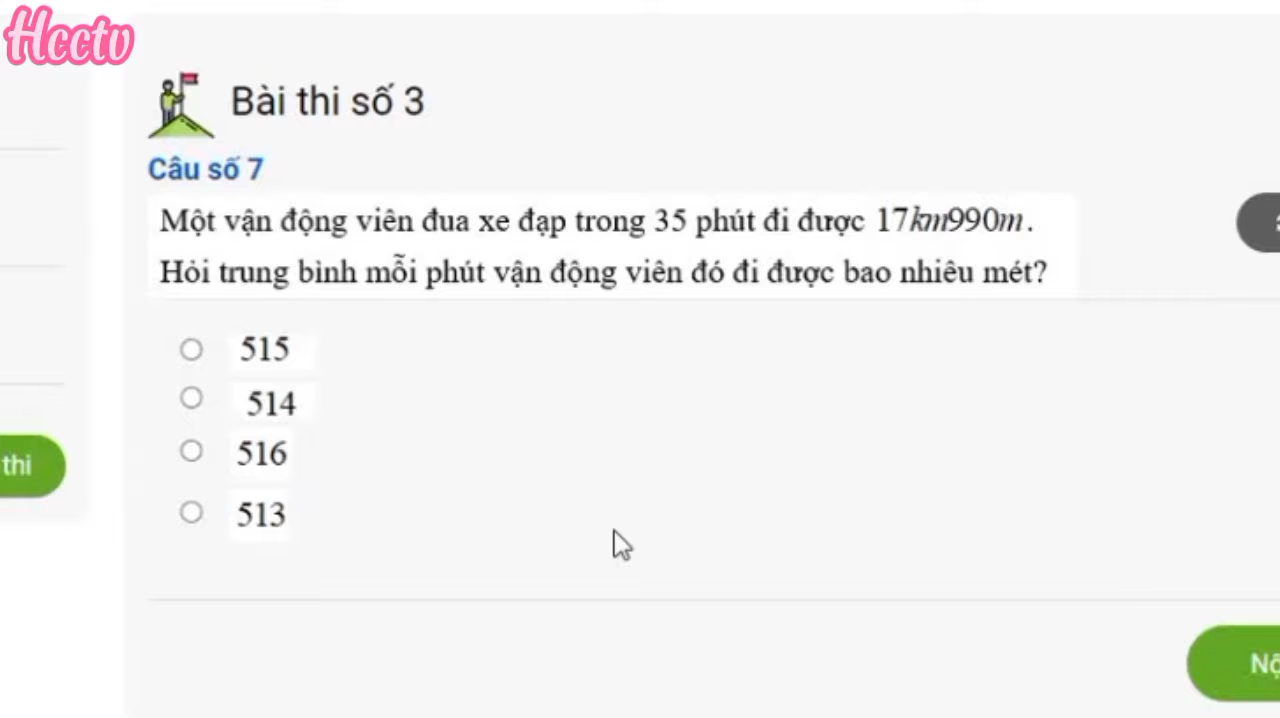 Hcctv
Bài thi số 3
Câu số 7
Một vận động viên đua xe đạp trong 35 phút đi được 17km990m.
Hỏi trung bình mỗi phút vận động viên đó đi được bao nhiêu mét?
515
514
516
513
thi